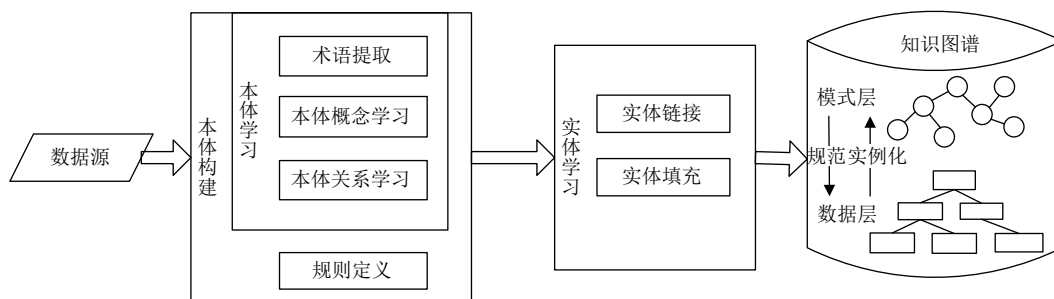 数据源
本体构建
本体学习
术语提取
本体概念学习
本体关系学习
规则定义
实体学习
实体链接
实体填充
知识图谱
模式层
规范 实例化
数据层